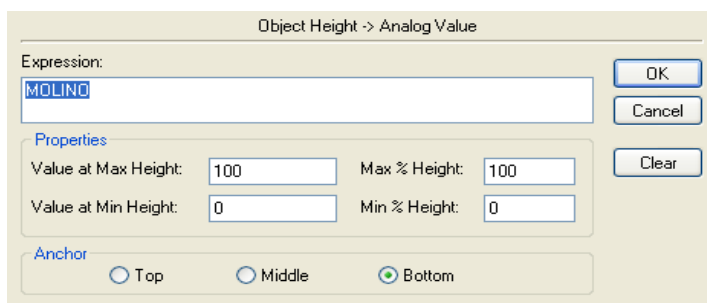 Object Height -> Analog Value
Expression:
MOLINO
OK
Cancel
Clear
Properties
Value at Max Height: 100 Max % Height: 100
Value at Min Height: 0 Min % Height: 0
Anchor
Top Middle Bottom